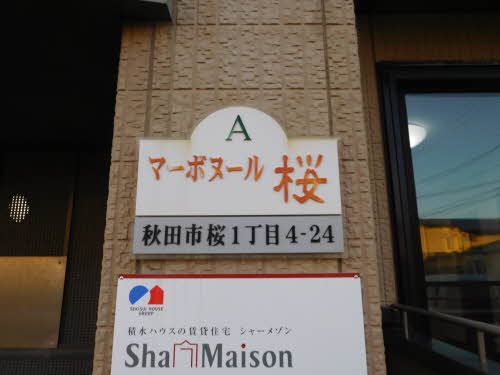 A
マーボヌール 桜
秋田市桜1丁目4-24
SEKISUI HOUSE
GROUP
積水ハウスの賃貸住宅 シャーメゾン
Sha Maison